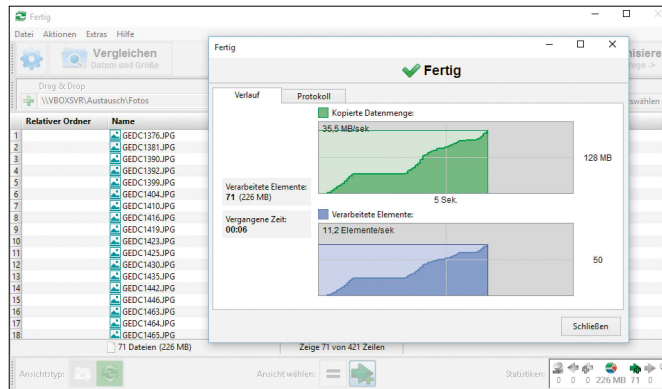 Fertig
Datei Aktionen Extras Hilfe
Vergleichen
Datum und Größe
Drag & Drop
\\VBOXSVR\Austausch\Fotos
Relativer Ordner Name
1 GEDC1376.JPG
2 GEDC1381.JPG
3 GEDC1390.JPG
4 GEDC1392.JPG
5 GEDC1399.JPG
6 GEDC1404.JPG
7 GEDC1410.JPG
8 GEDC1416.JPG
9 GEDC1419.JPG
10 GEDC1423.JPG
11 GEDC1425.JPG
12 GEDC1430.JPG
13 GEDC1435.JPG
14 GEDC1442.JPG
15 GEDC1446.JPG
16 GEDC1463.JPG
17 GEDC1464.JPG
18 GEDC1465.JPG
Fertig
Fertig
Verlauf Protokoll
Kopierte Datenmenge:
35,5 MB/sek
128 MB
5 Sek.
Verarbeitete Elemente:
71 (226 MB)
Vergangene Zeit:
00:06
Verarbeitete Elemente:
11,2 Elemente/sek
50
Schließen
71 Dateien (226 MB) Zeige 71 von 421 Zeilen
Ansichtstyp: Ansicht wählen: Statistiken:
0 0 0 226 MB 71 0